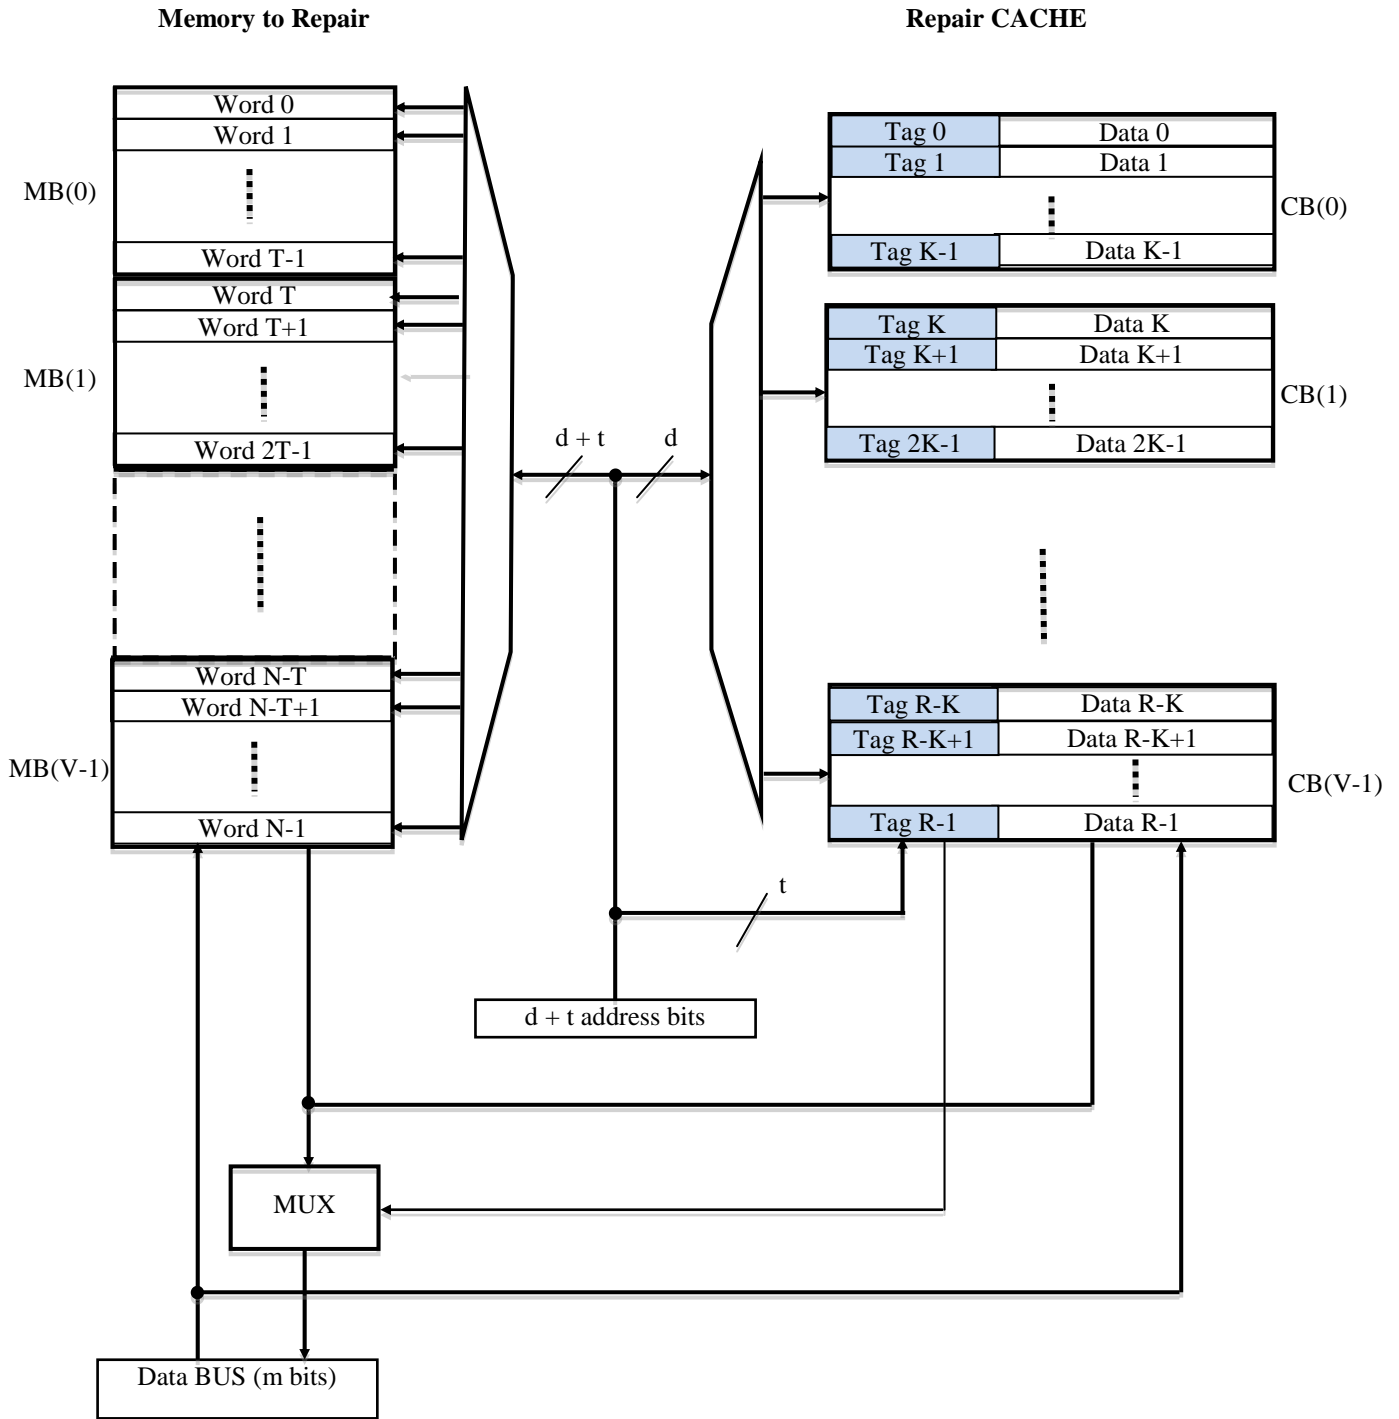 Memory to Repair
Repair CACHE
Word 0
Word 1
MB(0)
Word T-1
Word T
Word T+1
MB(1)
Word 2T-1
Word N-T
Word N-T+1
MB(V-1)
Word N-1
d + t
d
Tag 0 Data 0
Tag 1 Data 1
CB(0)
Tag K-1 Data K-1
Tag K Data K
Tag K+1 Data K+1
CB(1)
Tag 2K-1 Data 2K-1
Tag R-K Data R-K
Tag R-K+1 Data R-K+1
CB(V-1)
Tag R-1 Data R-1
t
d + t address bits
MUX
Data BUS (m bits)